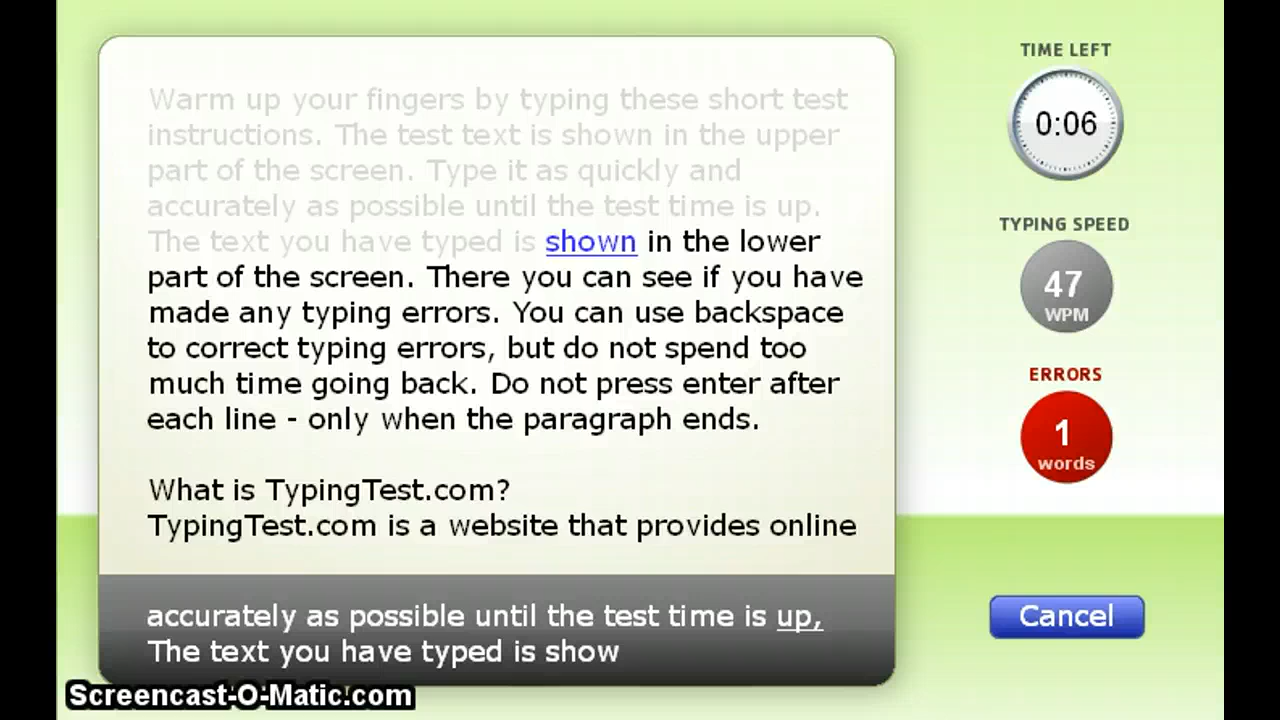 Warm up your fingers by typing these short test
instructions. The test text is shown in the upper
part of the screen. Type it as quickly and
accurately as possible until the test time is up.
The text you have typed is shown in the lower
part of the screen. There you can see if you have
made any typing errors. You can use backspace
to correct typing errors, but do not spend too
much time going back. Do not press enter after
each line - only when the paragraph ends.
What is TypingTest.com?
TypingTest.com is a website that provides online
accurately as possible until the test time is up,
The text you have typed is show
TIME LEFT
0:06
TYPING SPEED
47
WPM
ERRORS
1
words
Cancel
Screencast-O-Matic.com